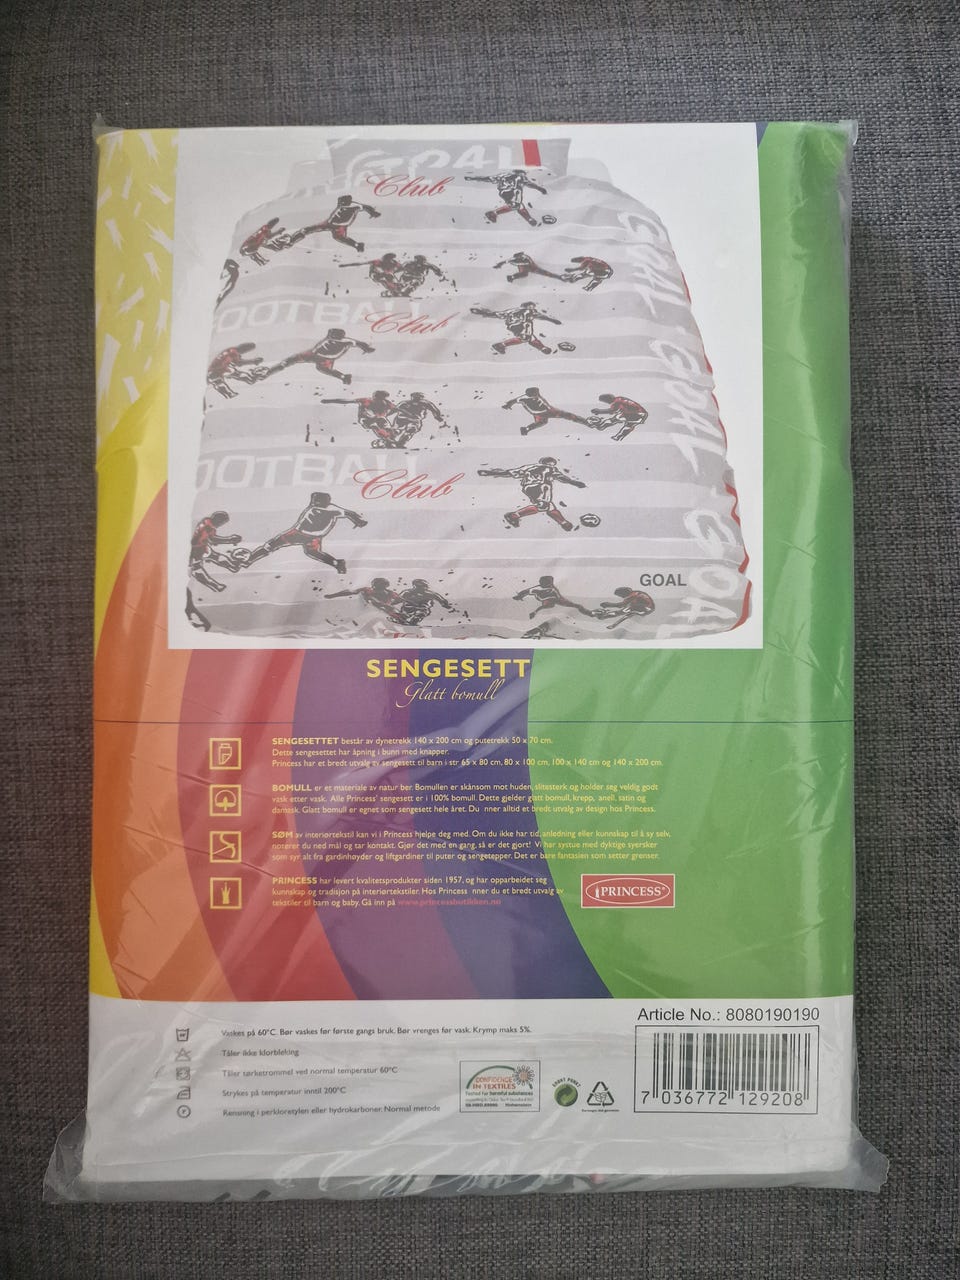 GOAL
Club
GOAL GOAL GOAL
OOTBALL
Club
OOTBALL
Club
GOAL
SENGESETT
Glatt bomull
SENGESETTET består av dynetrekk 140 x 200 cm og putetrekk 50 x 70 cm.
Dette sengesettet har åpning i bunn med knapper.
Princess har et bredt utvalg av sengesett til barn i str 65 x 80 cm, 80 x 100 cm, 100 x 140 cm og 140 x 200 cm.
BOMULL er et materiale av natur bør. Bomullen er skånsom mot huden, slitesterk og holder seg veldig godt
vask etter vask. Alle Princess' sengesett er i 100% bomull. Dette gjelder glatt bomull, krepp, anell, satin og
damask. Glatt bomull er egnet som sengesett hele året. Du nner alltid et bredt utvalg av design hos Princess.
SØM av interiørtekstil kan vi i Princess hjelpe deg med. Om du ikke har tid, anledning eller kunnskap til å sy selv,
noterer du ned mål og tar kontakt. Gjør det med en gang, så er det gjort! Vi har systue med dyktige syersker
som syr alt fra gardinhøyder og liftgardiner til puter og sengetepper. Det er bare fantasien som setter grenser.
PRINCESS har levert kvalitetsprodukter siden 1957, og har opparbeidet seg
kunnskap og tradisjon på interiørtekstiler. Hos Princess nner du et bredt utvalg av
tekstiler til barn og baby. Gå inn på www.princessbutikken.no
PRINCESS®
Article No.: 8080190190
Vaskes på 60°C. Bør vaskes før første gangs bruk. Bør vrenges før vask. Krymp maks 5%.
Tåler ikke klorbleking
Tåler tørketrommel ved normal temperatur 60°C
Strykes på temperatur inntil 200°C
Rensning i perkloretylen eller hydrokarboner. Normal metode
CONFIDENCE
IN TEXTILES
Tested for harmful substances
7 036772 129208